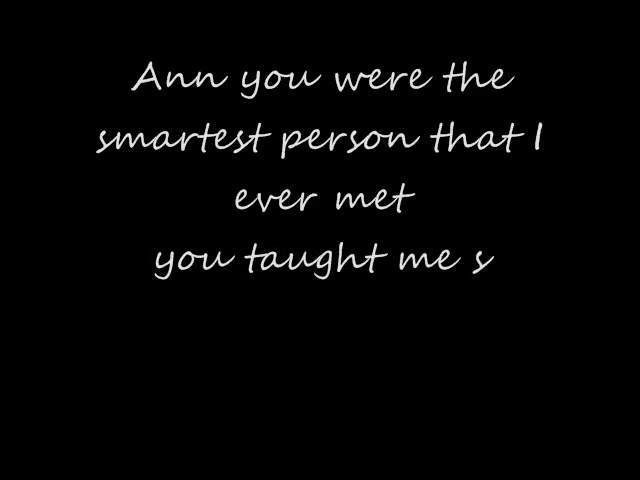 Ann you were the
smartest person that I
ever met
you taught me s